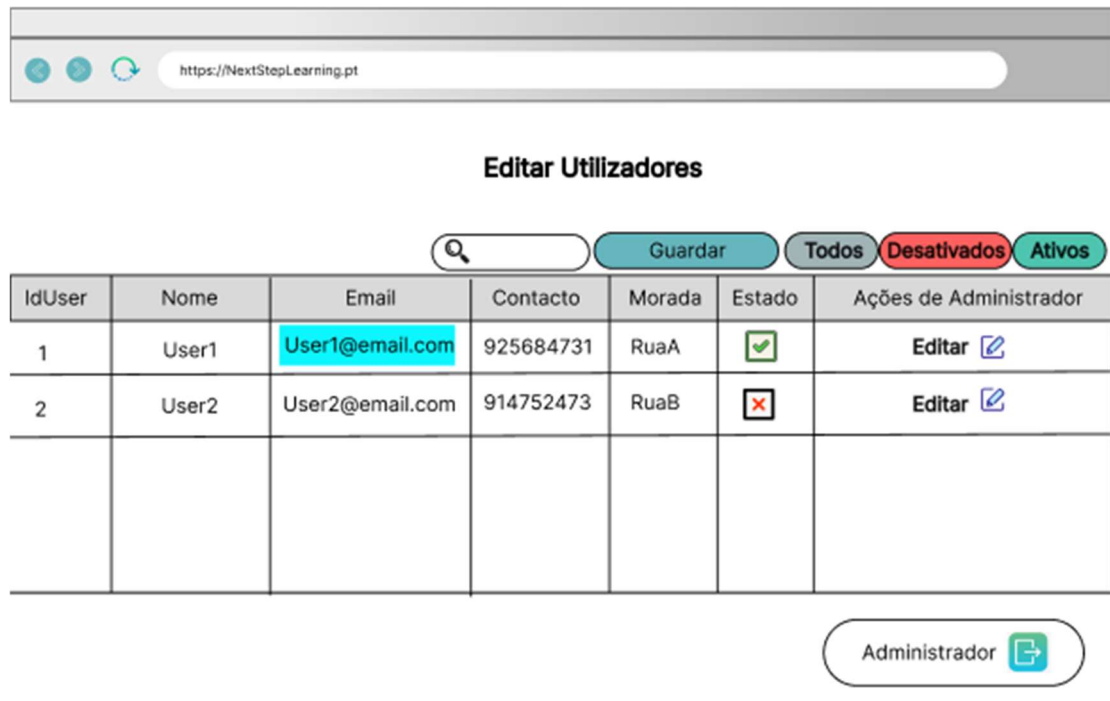 https://NextStepLearning.pt
Editar Utilizadores
Guardar Todos Desativados Ativos
IdUser Nome Email Contacto Morada Estado Ações de Administrador
1 User1 User1@email.com 925684731 RuaA Editar
2 User2 User2@email.com 914752473 RuaB Editar
Administrador